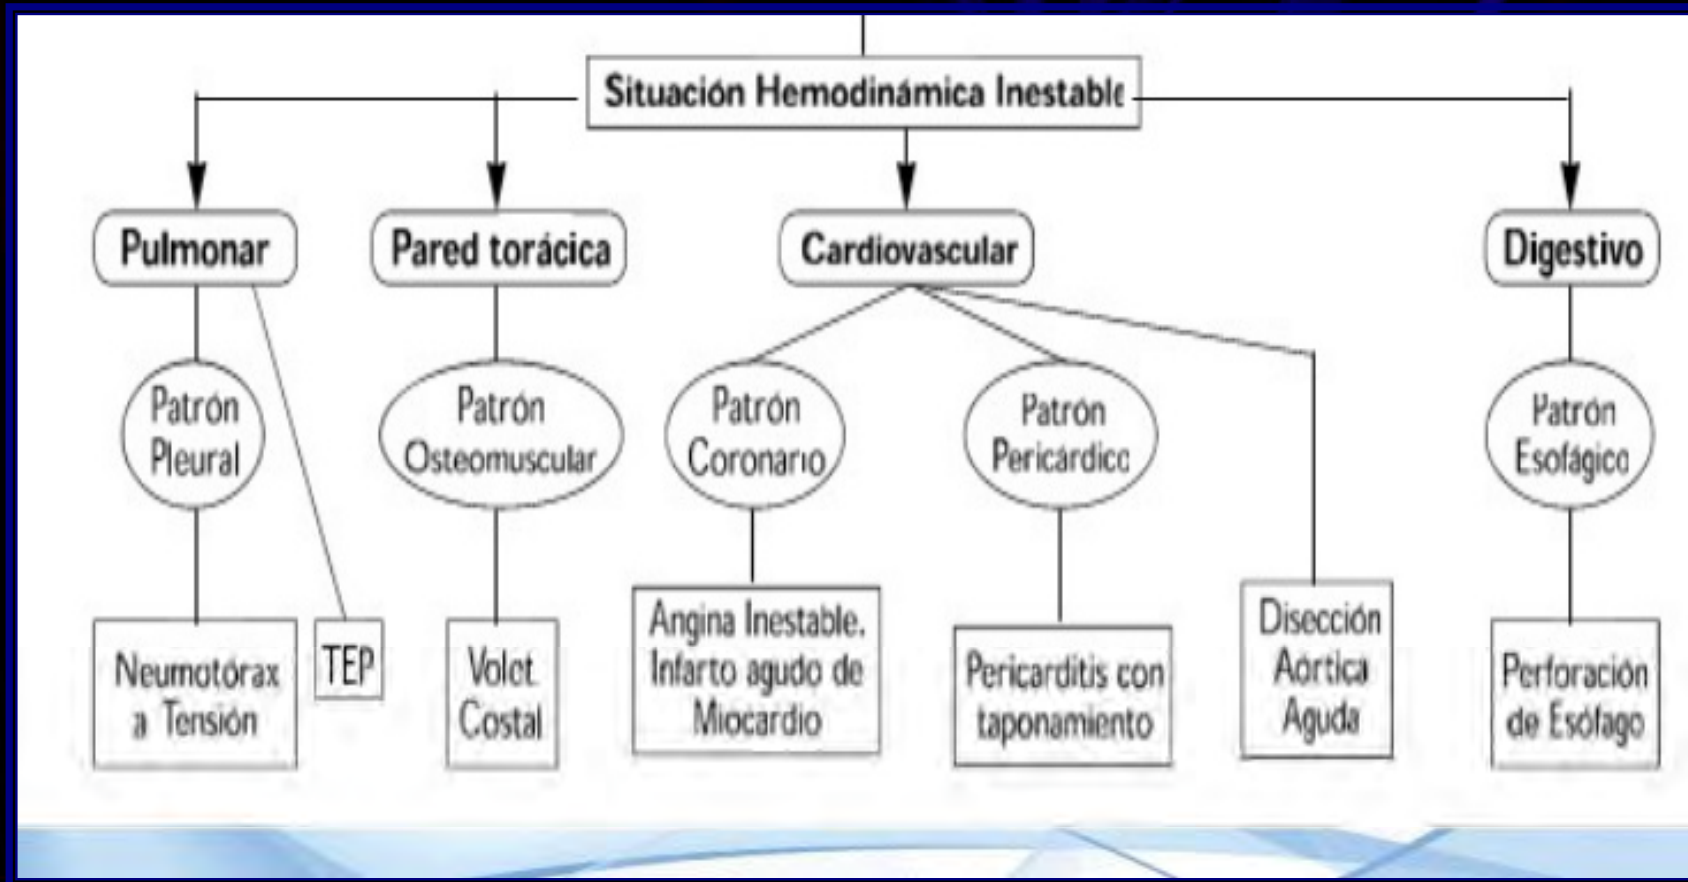 Situación Hemodinámica Inestable
Pulmonar
Pared torácica
Cardiovascular
Digestivo
Patrón
Pleural
Patrón
Osteomuscular
Patrón
Coronario
Patrón
Pericárdico
Patrón
Esofágico
Neumotórax
a Tensión
TEP
Volet
Costal
Angina Inestable.
Infarto agudo de
Miocardio
Pericarditis con
taponamiento
Disección
Aórtica
Aguda
Perforación
de Esófago